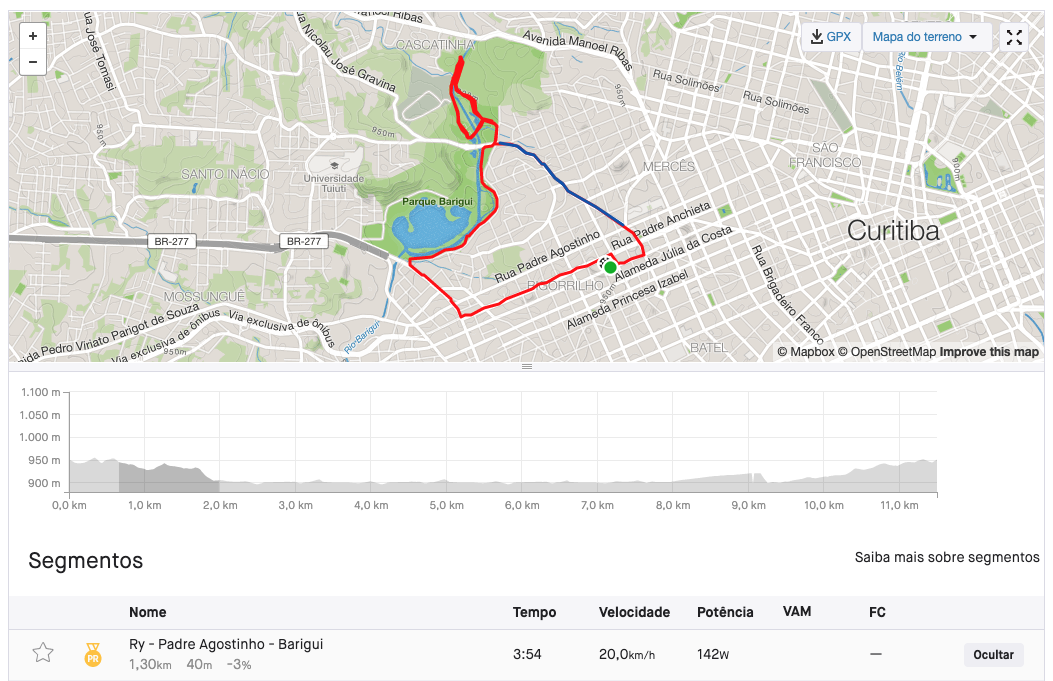 +
−
GPX
Mapa do terreno
Rua José Tomasi
Rua Nicolau José Gravina
Manoel Ribas
CASCATINHA
Avenida Manoel Ribas
Rua Solimões
Rua Solimões
Rio Belém
950m
950m
950m
900m
SÃO
FRANCISCO
MERCÊS
SANTO INÁCIO
Universidade
Tuiuti
Parque Barigui
Curitiba
BR-277
BR-277
Rua Padre Anchieta
Rua Padre Agostinho
Alameda Júlia da Costa
BIGORRILHO
950m
Alameda Princesa Izabel
Rua Brigadeiro Franco
MOSSUNGUÊ
Avenida Pedro Viriato Parigot de Souza
Via exclusiva de ônibus
Via exclusiva de ônibus
950m
Rio Barigui
BATEL
© Mapbox © OpenStreetMap Improve this map
1.100 m
1.050 m
1.000 m
950 m
900 m
0,0 km 1,0 km 2,0 km 3,0 km 4,0 km 5,0 km 6,0 km 7,0 km 8,0 km 9,0 km 10,0 km 11,0 km
Segmentos
Saiba mais sobre segmentos
Nome Tempo Velocidade Potência VAM FC
PR
Ry - Padre Agostinho - Barigui
1,30km 40m -3%
3:54 20,0km/h 142W —
Ocultar